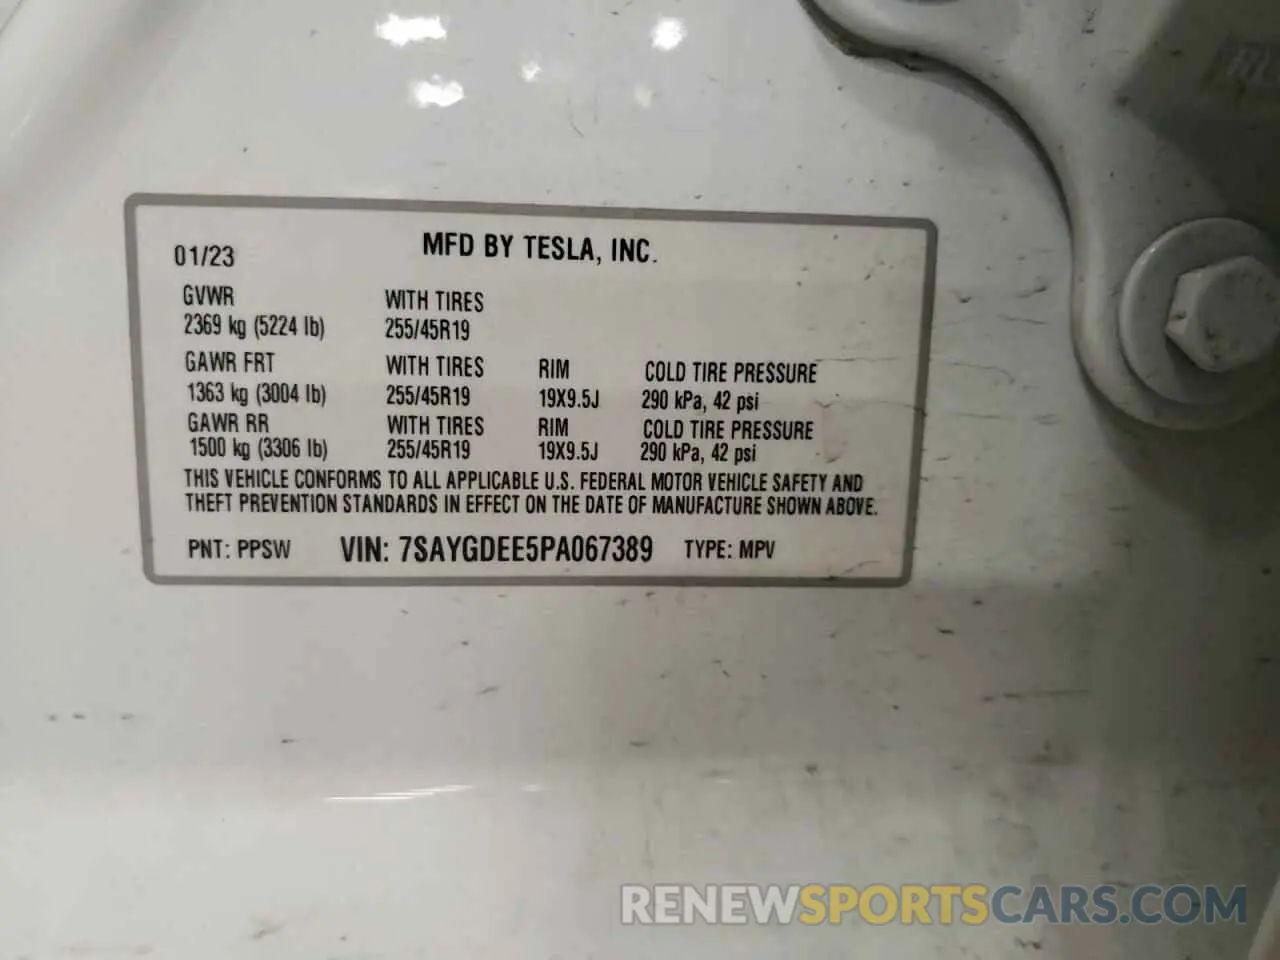 01/23 MFD BY TESLA, INC.
GVWR WITH TIRES
2369 kg (5224 lb) 255/45R19
GAWR FRT WITH TIRES RIM COLD TIRE PRESSURE
1363 kg (3004 lb) 255/45R19 19X9.5J 290 kPa, 42 psi
GAWR RR WITH TIRES RIM COLD TIRE PRESSURE
1500 kg (3306 lb) 255/45R19 19X9.5J 290 kPa, 42 psi
THIS VEHICLE CONFORMS TO ALL APPLICABLE U.S. FEDERAL MOTOR VEHICLE SAFETY AND
THEFT PREVENTION STANDARDS IN EFFECT ON THE DATE OF MANUFACTURE SHOWN ABOVE.
PNT: PPSW VIN: 7SAYGDEE5PA067389 TYPE: MPV
RENEWSPORTSCARS.COM